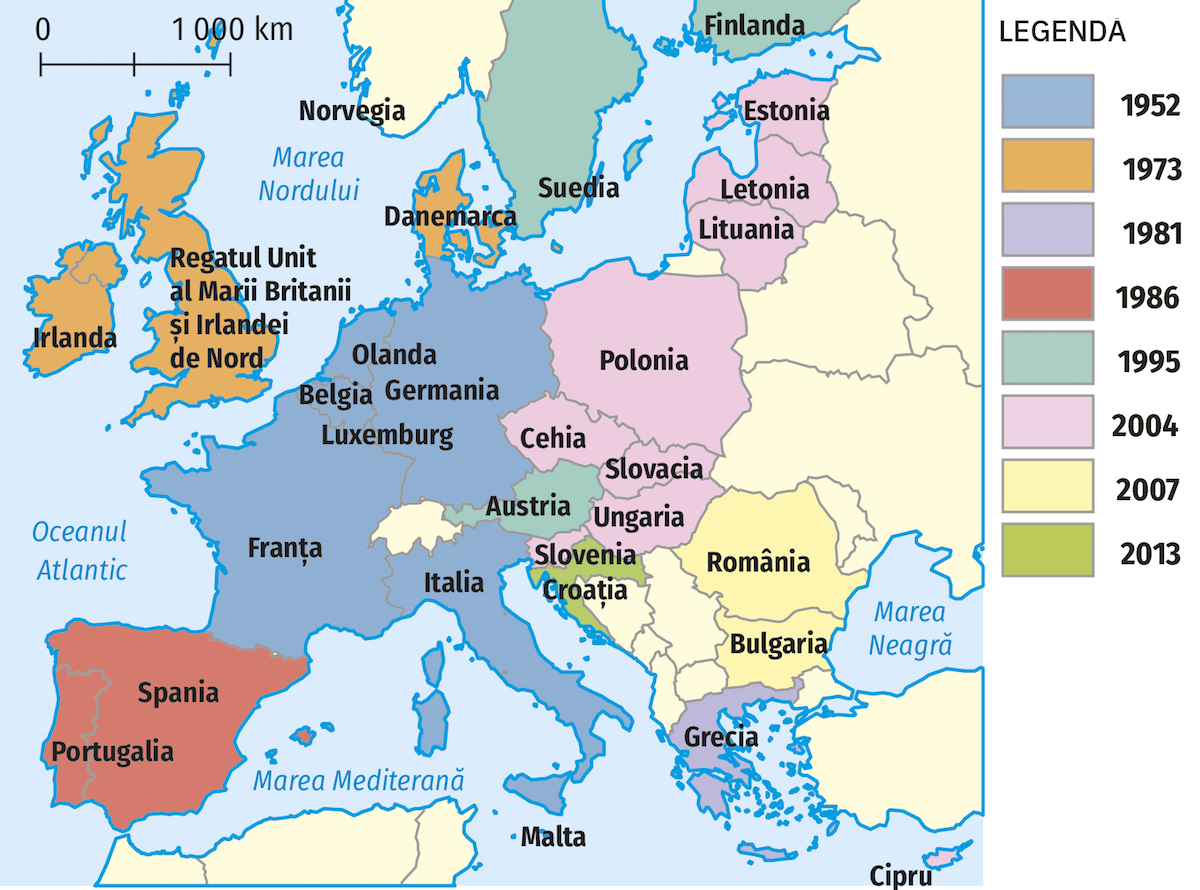 0 1 000 km
LEGENDĂ
1952
1973
1981
1986
1995
2004
2007
2013
Finlanda
Norvegia
Estonia
Marea
Nordului
Suedia
Letonia
Danemarca
Lituania
Regatul Unit
al Marii Britanii
și Irlandei
de Nord
Irlanda
Olanda
Polonia
Belgia
Germania
Luxemburg
Cehia
Slovacia
Austria
Ungaria
Oceanul
Atlantic
Franța
Slovenia
România
Italia
Croația
Marea
Neagră
Bulgaria
Spania
Portugalia
Grecia
Marea Mediterană
Malta
Cipru